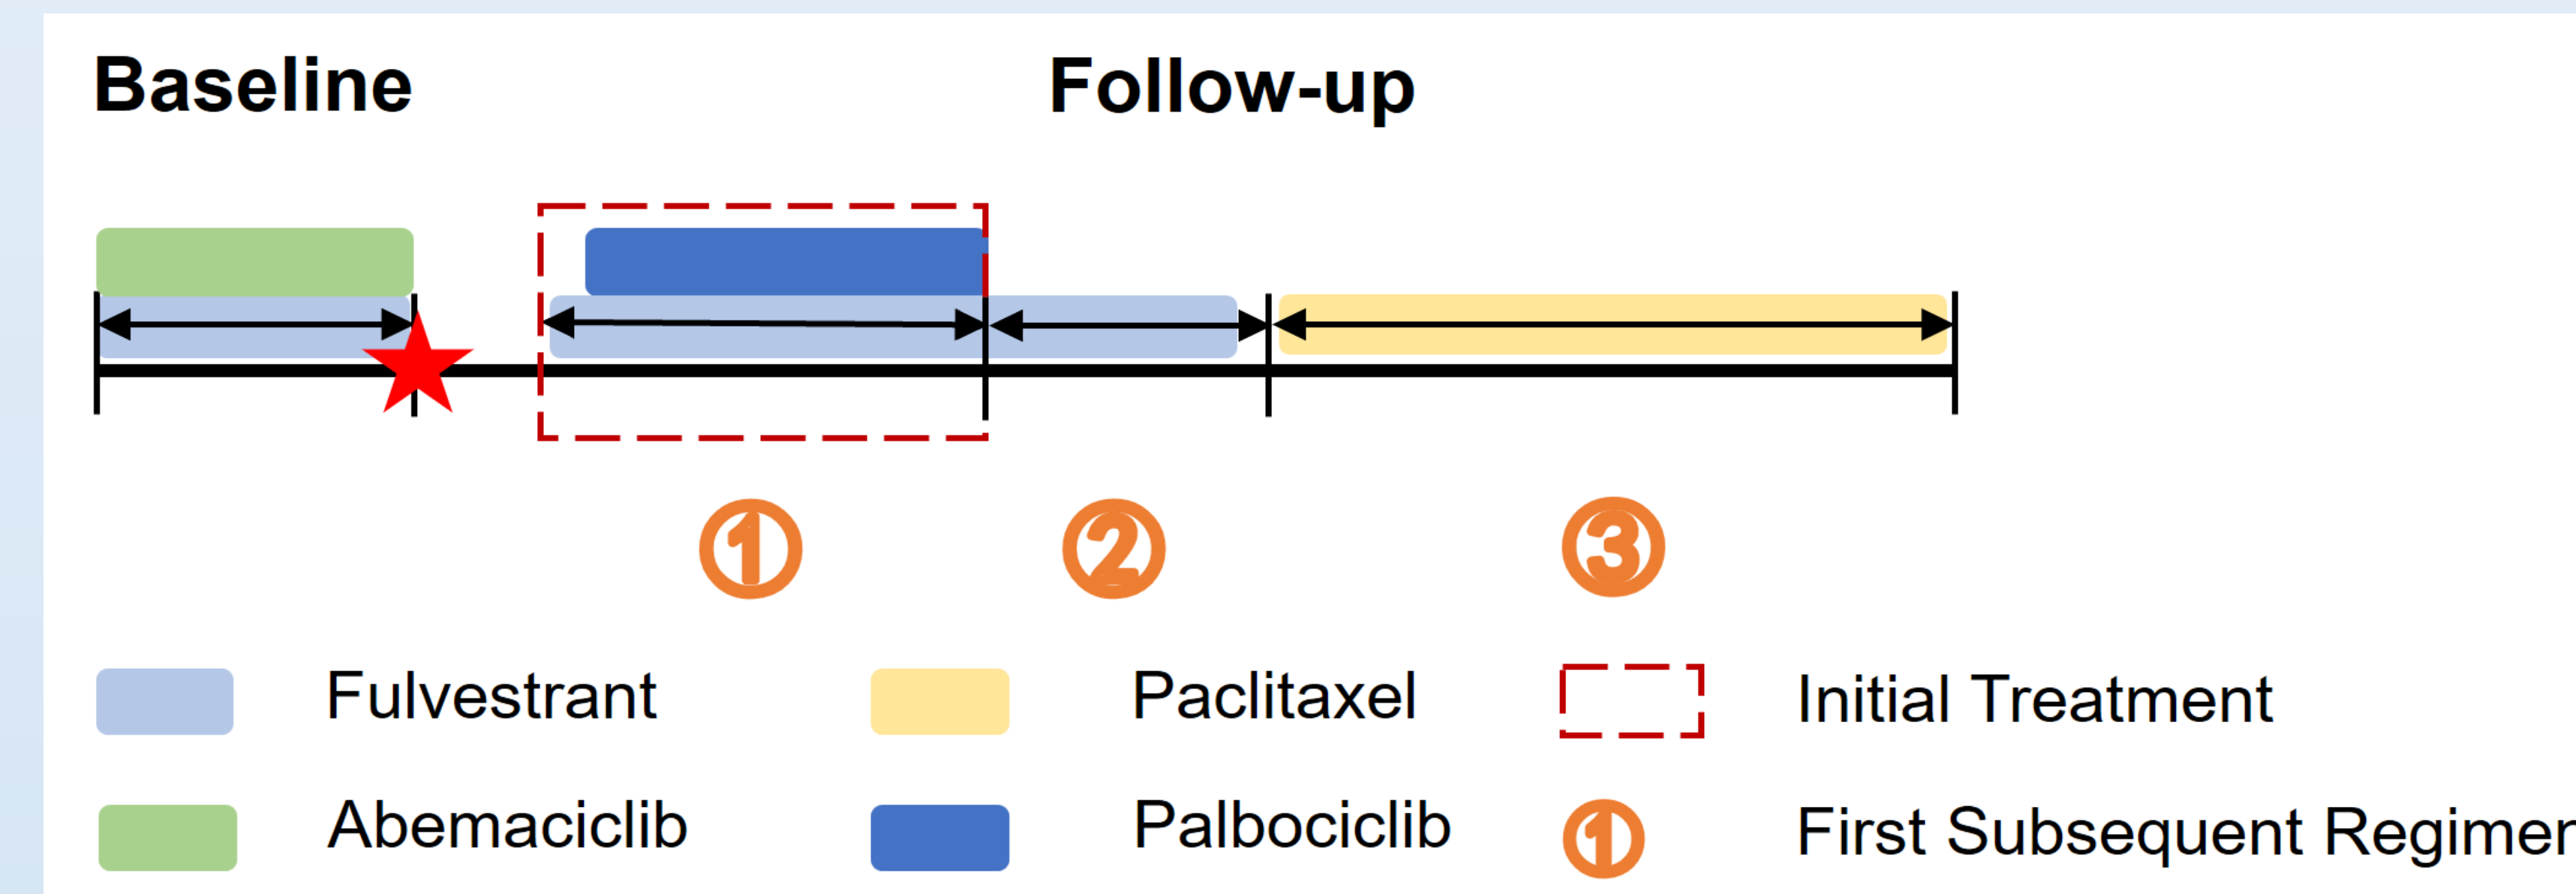 Baseline Follow-up
① ② ③
Fulvestrant Paclitaxel Initial Treatment
Abemaciclib Palbociclib ① First Subsequent Regimen